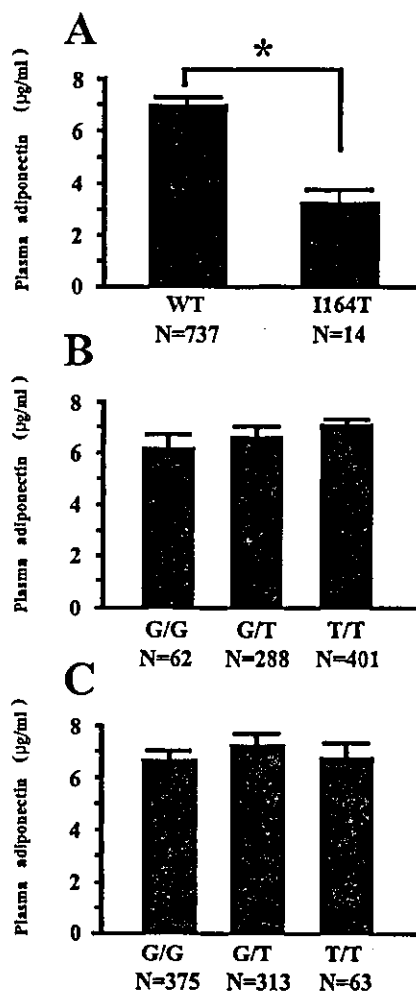 A
*
Plasma adiponectin (μg/ml)
8
6
4
2
0
WT I164T
N=737 N=14
B
Plasma adiponectin (μg/ml)
8
6
4
2
0
G/G G/T T/T
N=62 N=288 N=401
C
Plasma adiponectin (μg/ml)
8
6
4
2
0
G/G G/T T/T
N=375 N=313 N=63